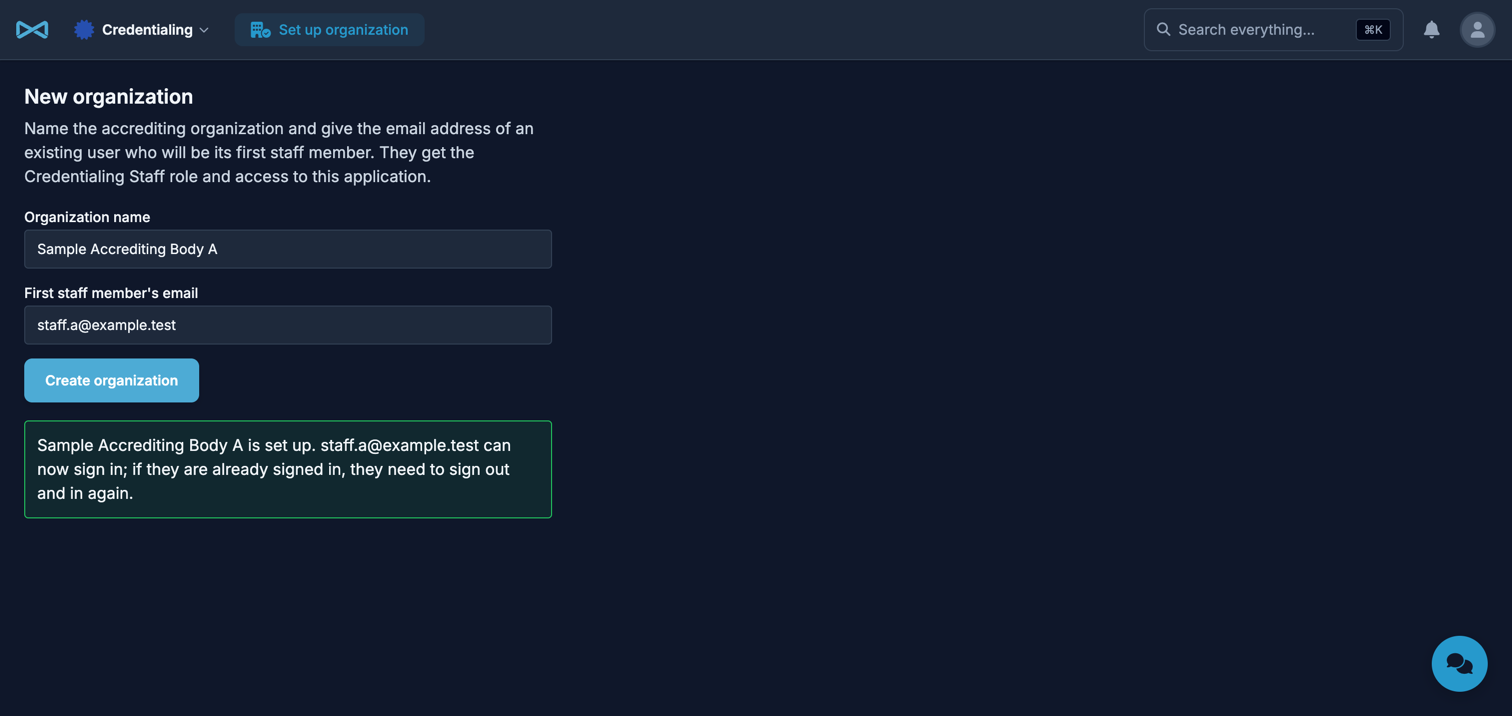 Credentialing
Set up organization
Search everything...
⌘K
New organization
Name the accrediting organization and give the email address of an
existing user who will be its first staff member. They get the
Credentialing Staff role and access to this application.
Organization name
Sample Accrediting Body A
First staff member's email
staff.a@example.test
Create organization
Sample Accrediting Body A is set up. staff.a@example.test can
now sign in; if they are already signed in, they need to sign out
and in again.